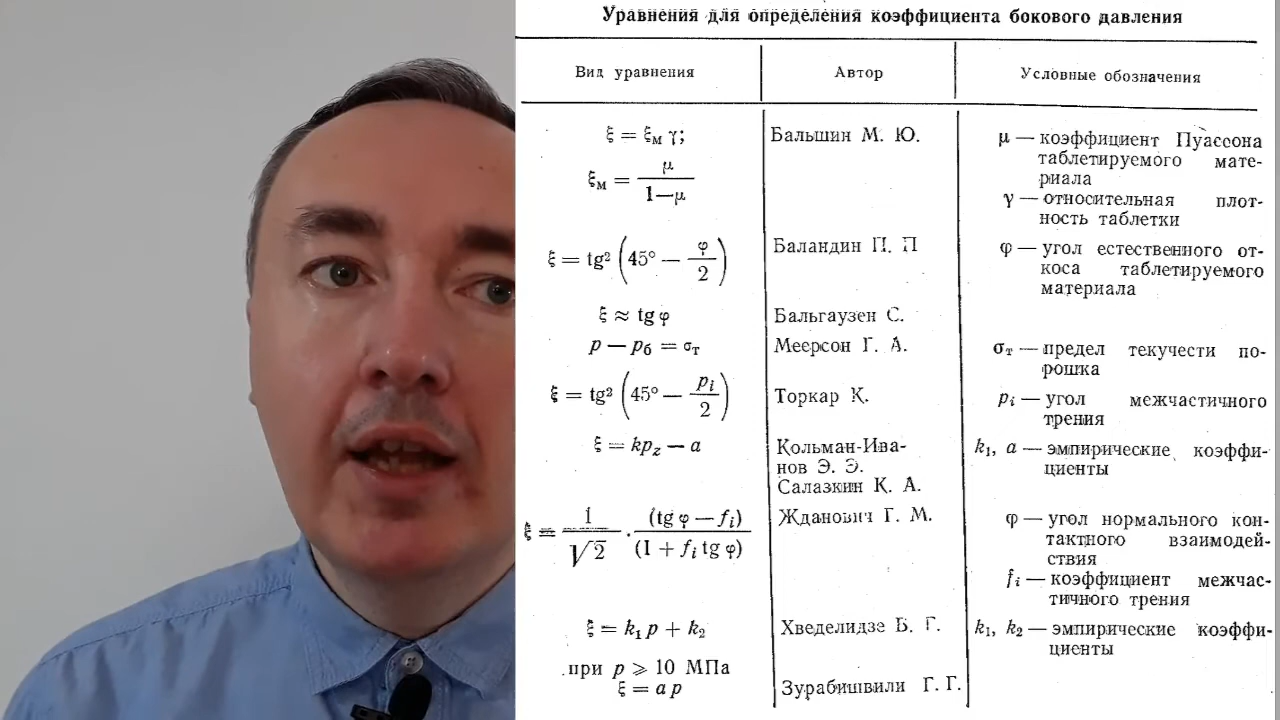 Уравнения для определения коэффициента бокового давления
Вид уравнения
Автор
Условные обозначения
ξ = ξм γ;
Бальшин М. Ю.
μ — коэффициент Пуассона
таблетируемого мате-
риала
ξм = μ / 1—μ
γ — относительная плот-
ность таблетки
ξ = tg² (45° — φ/2)
Баландин П. П
φ — угол естественного от-
коса таблетируемого
материала
ξ ≈ tg φ
Бальгаузен С.
p — pб = σт
Меерсон Г. А.
σт — предел текучести по-
рошка
ξ = tg² (45° — pi/2)
Торкар К.
pi — угол межчастичного
трения
ξ = kpz — a
Кольман-Ива-
нов Э. Э.
Салазкин К. А.
k1, a — эмпирические коэффи-
циенты
ξ = 1/√2 · (tg φ — fi)/(1 + fi tg φ)
Жданович Г. М.
φ — угол нормального кон-
тактного взаимодей-
ствия
fi — коэффициент межчас-
тичного трения
ξ = k1 p + k2
Хведелидзе В. Г.
k1, k2 — эмпирические коэффи-
циенты
при p ⩾ 10 МПа
ξ = a p
Зурабишвили Г. Г.